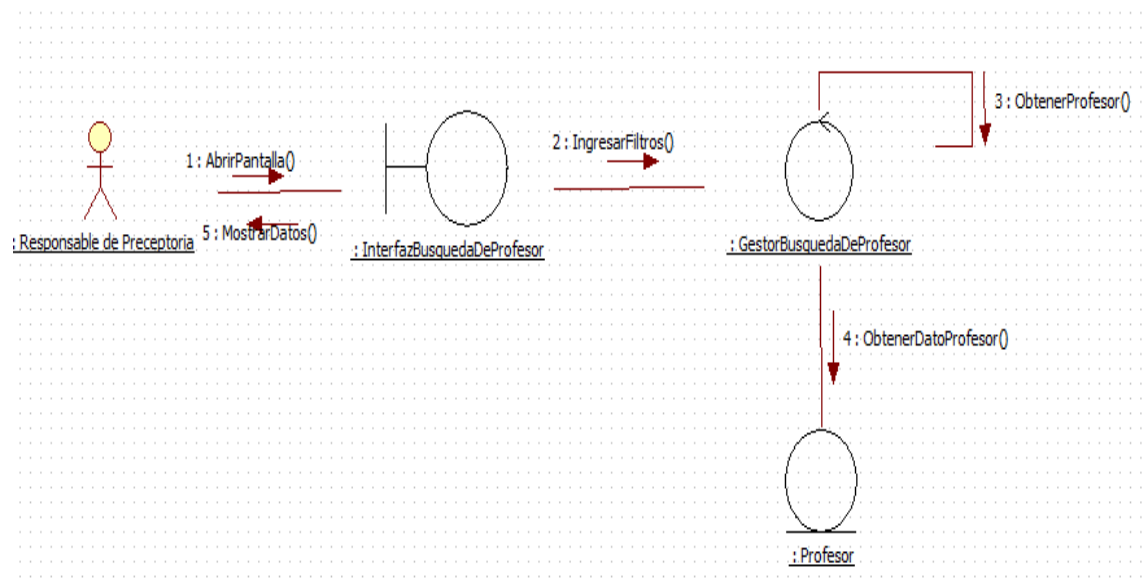 3 : ObtenerProfesor()
2 : IngresarFiltros()
1 : AbrirPantalla()
5 : MostrarDatos()
: Responsable de Preceptoria
: InterfazBusquedaDeProfesor
: GestorBusquedaDeProfesor
4 : ObtenerDatoProfesor()
: Profesor